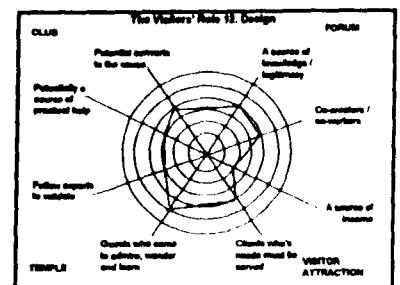 The Visitors' Role 12. Design
CLUB
FORUM
Potential converts
to the cause
A source of
knowledge /
legitimacy
Potentially a
source of
practical help
Co-workers
Fellow experts
to validate
A source of
income
Guests who come
to admire, wonder
and learn
Clients who's
needs must be
served
TEMPLE
VISITOR
ATTRACTION